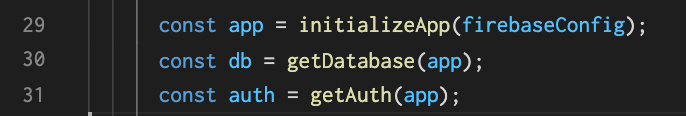 29 const app = initializeApp(firebaseConfig);
30 const db = getDatabase(app);
31 const auth = getAuth(app);